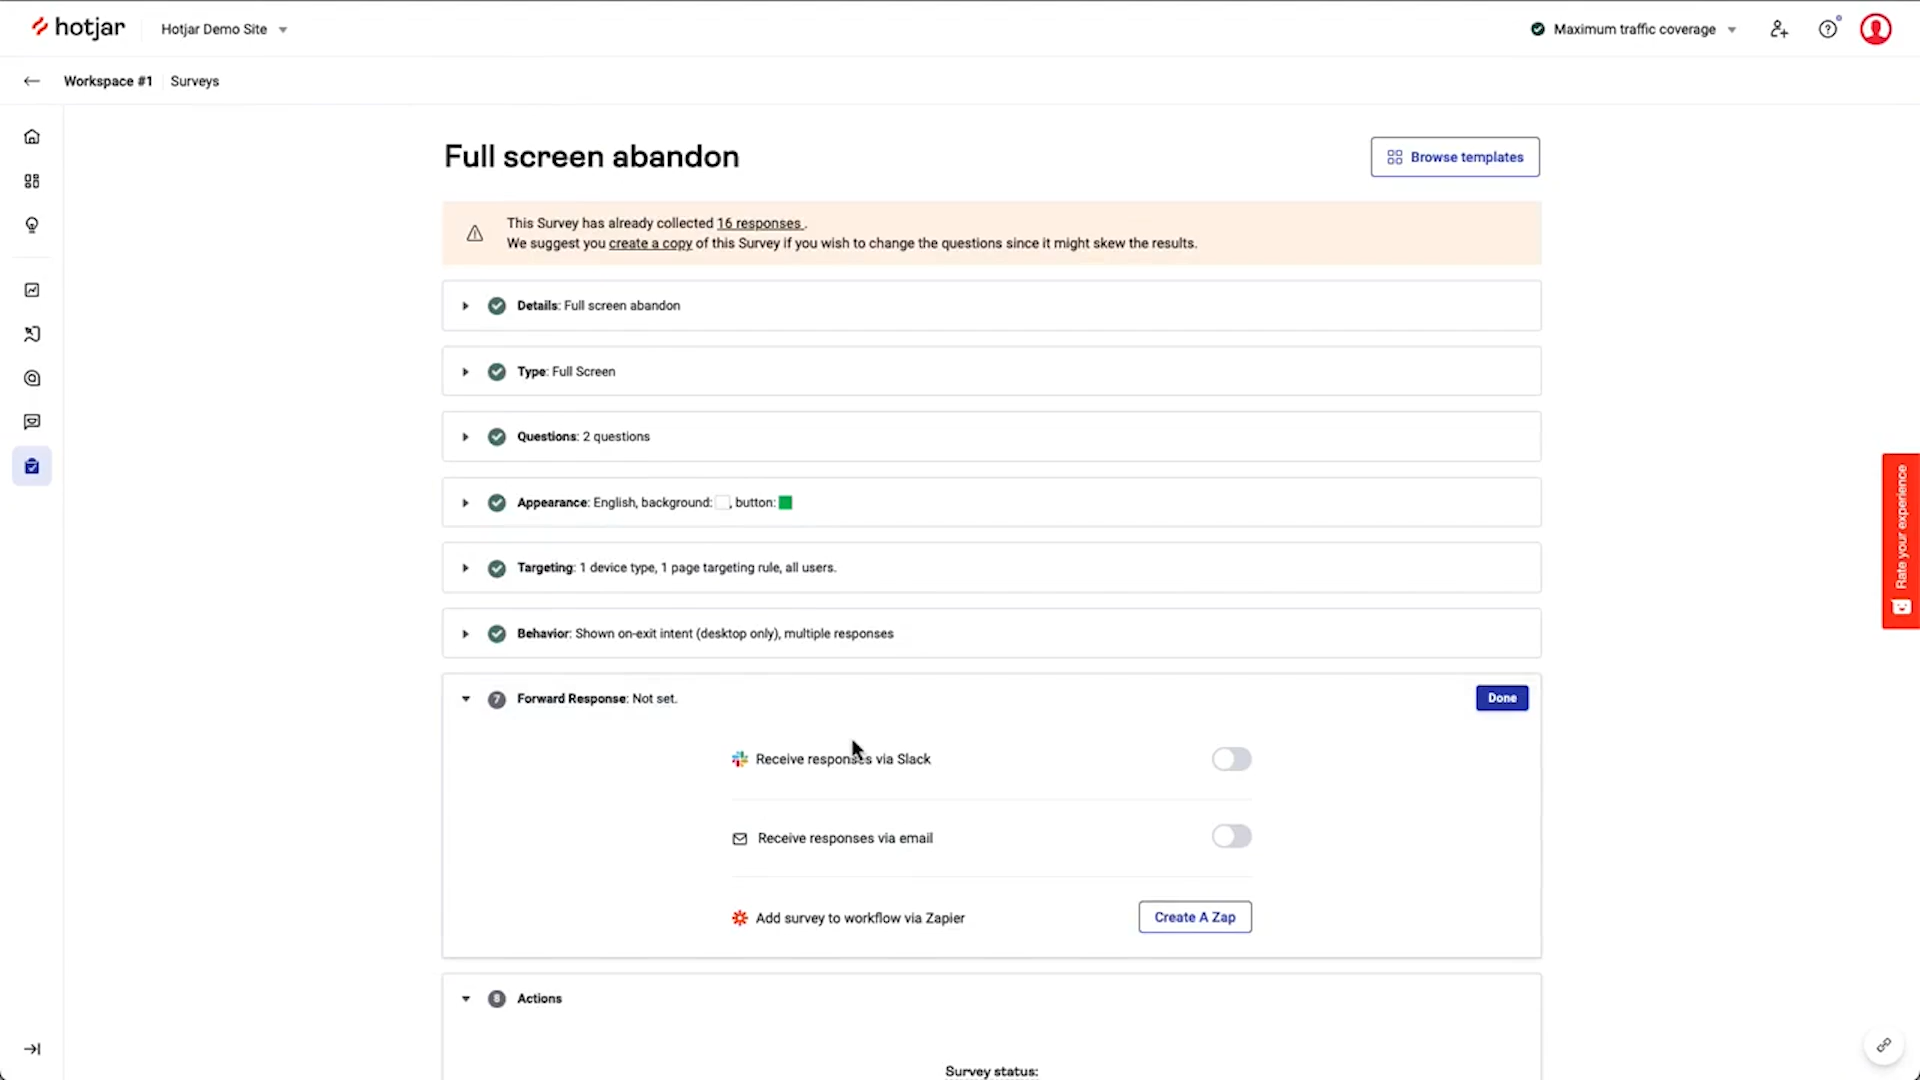 hotjar
Hotjar Demo Site
Maximum traffic coverage
Workspace #1
Surveys
Full screen abandon
Browse templates
This Survey has already collected 16 responses .
We suggest you create a copy of this Survey if you wish to change the questions since it might skew the results.
Details: Full screen abandon
Type: Full Screen
Questions: 2 questions
Appearance: English, background: , button:
Targeting: 1 device type, 1 page targeting rule, all users.
Rate your experience
Behavior: Shown on-exit intent (desktop only), multiple responses
7 Forward Response: Not set.
Done
Receive responses via Slack
Receive responses via email
Add survey to workflow via Zapier
Create A Zap
8 Actions
Survey status: